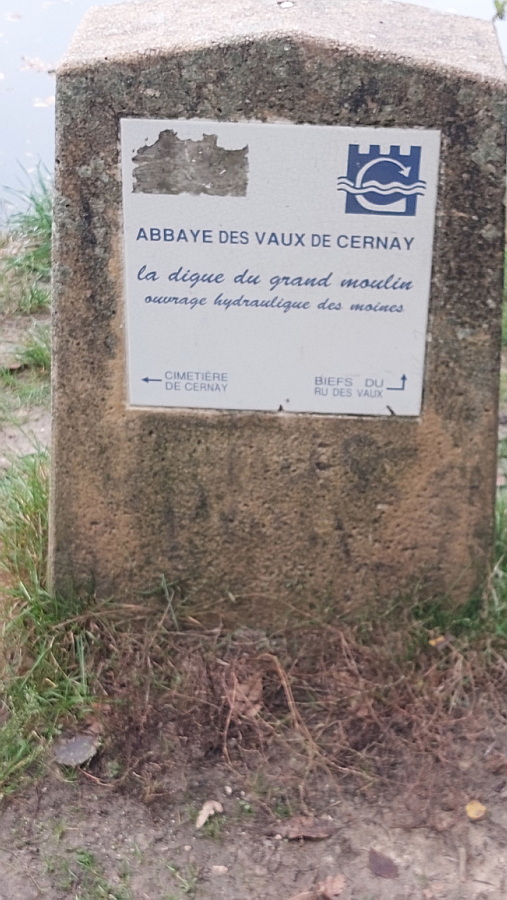 ABBAYE DES VAUX DE CERNAY
la digue du grand moulin
ouvrage hydraulique des moines
← CIMETIÈRE
DE CERNAY
BIEFS DU
RU DES VAUX